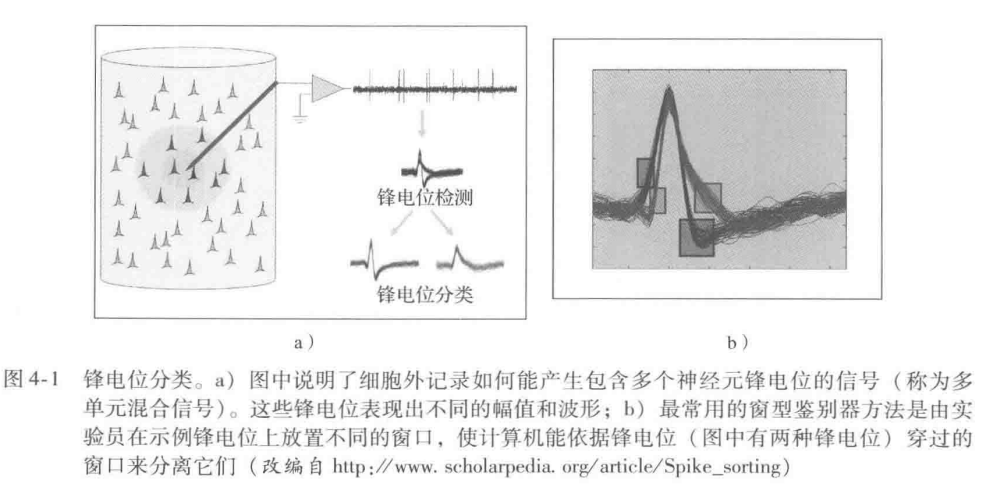 锋电位检测
锋电位分类
a）
b）
图 4-1 锋电位分类。a）图中说明了细胞外记录如何能产生包含多个神经元锋电位的信号（称为多
单元混合信号）。这些锋电位表现出不同的幅值和波形；b）最常用的窗型鉴别器方法是由实
验员在示例锋电位上放置不同的窗口，使计算机能依据锋电位（图中有两种锋电位）穿过的
窗口来分离它们（改编自 http://www. scholarpedia. org/article/Spike_sorting）